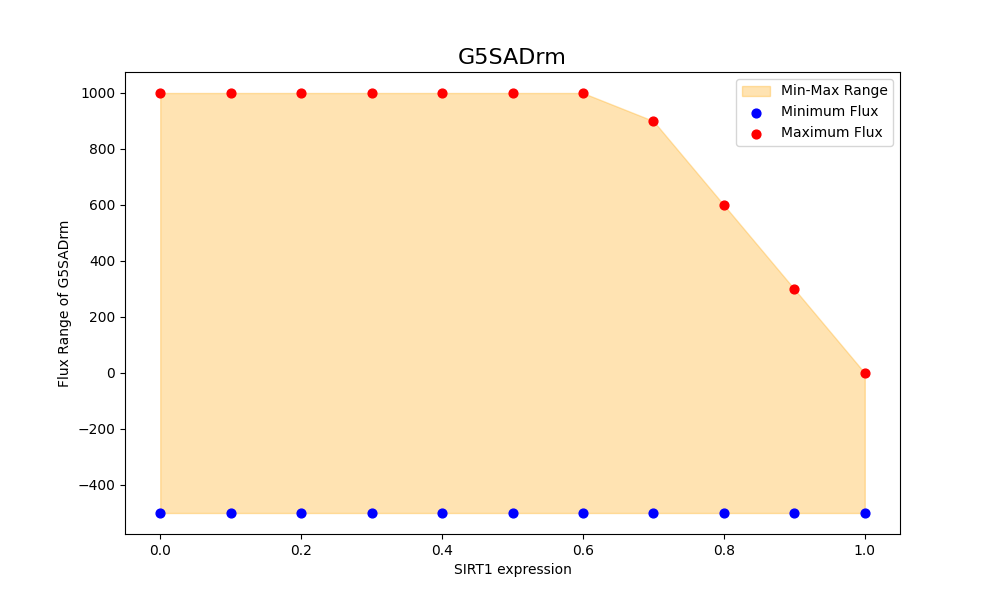 G5SADrm
Min-Max Range
Minimum Flux
Maximum Flux
Flux Range of G5SADrm
1000
800
600
400
200
0
−200
−400
0.0 0.2 0.4 0.6 0.8 1.0
SIRT1 expression